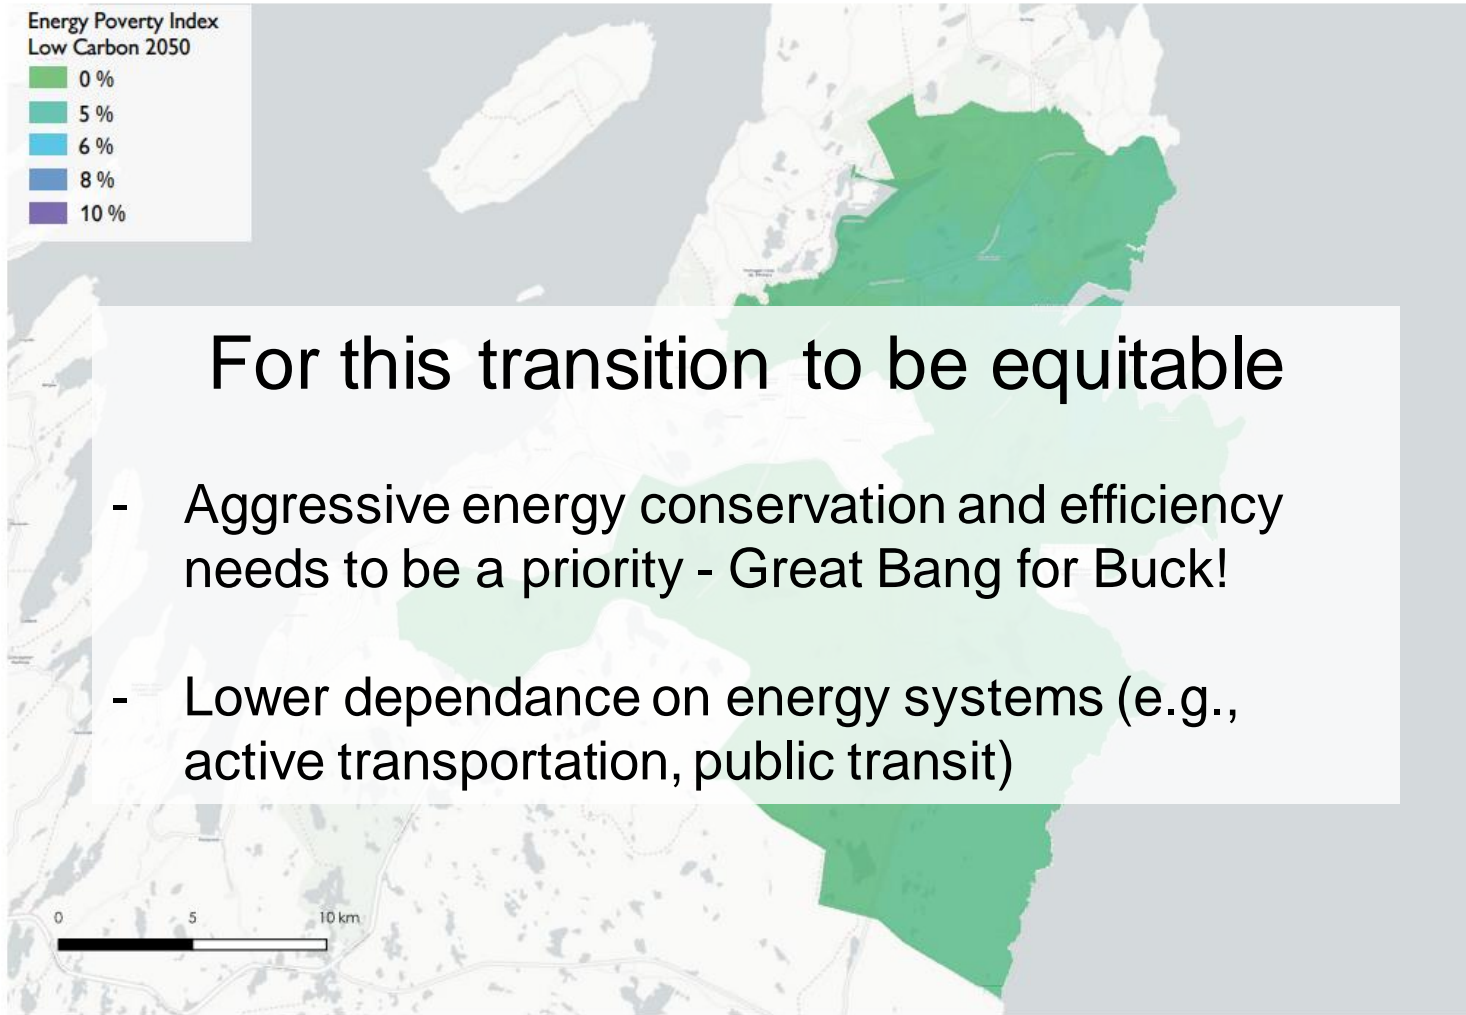 Energy Poverty Index
Low Carbon 2050
0 %
5 %
6 %
8 %
10 %
For this transition to be equitable
- Aggressive energy conservation and efficiency
needs to be a priority - Great Bang for Buck!
- Lower dependance on energy systems (e.g.,
active transportation, public transit)
0 5 10 km